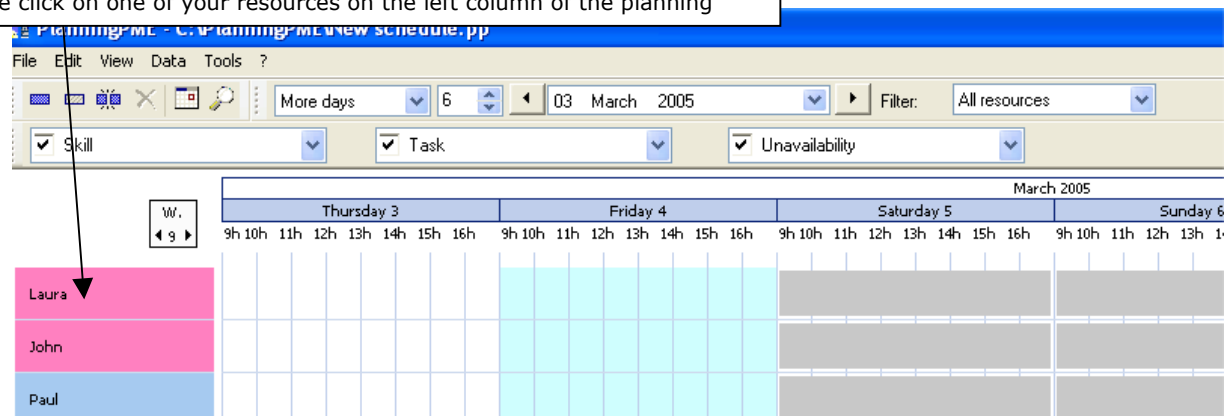 e click on one of your resources on the left column of the planning
PlanningPME - C:\PlanningPME\New schedule.pp
File Edit View Data Tools ?
More days 6 03 March 2005 Filter: All resources
Skill Task Unavailability
March 2005
W. Thursday 3 Friday 4 Saturday 5 Sunday 6
9 9h 10h 11h 12h 13h 14h 15h 16h 9h 10h 11h 12h 13h 14h 15h 16h 9h 10h 11h 12h 13h 14h 15h 16h 9h 10h 11h 12h 13h 1
Laura
John
Paul